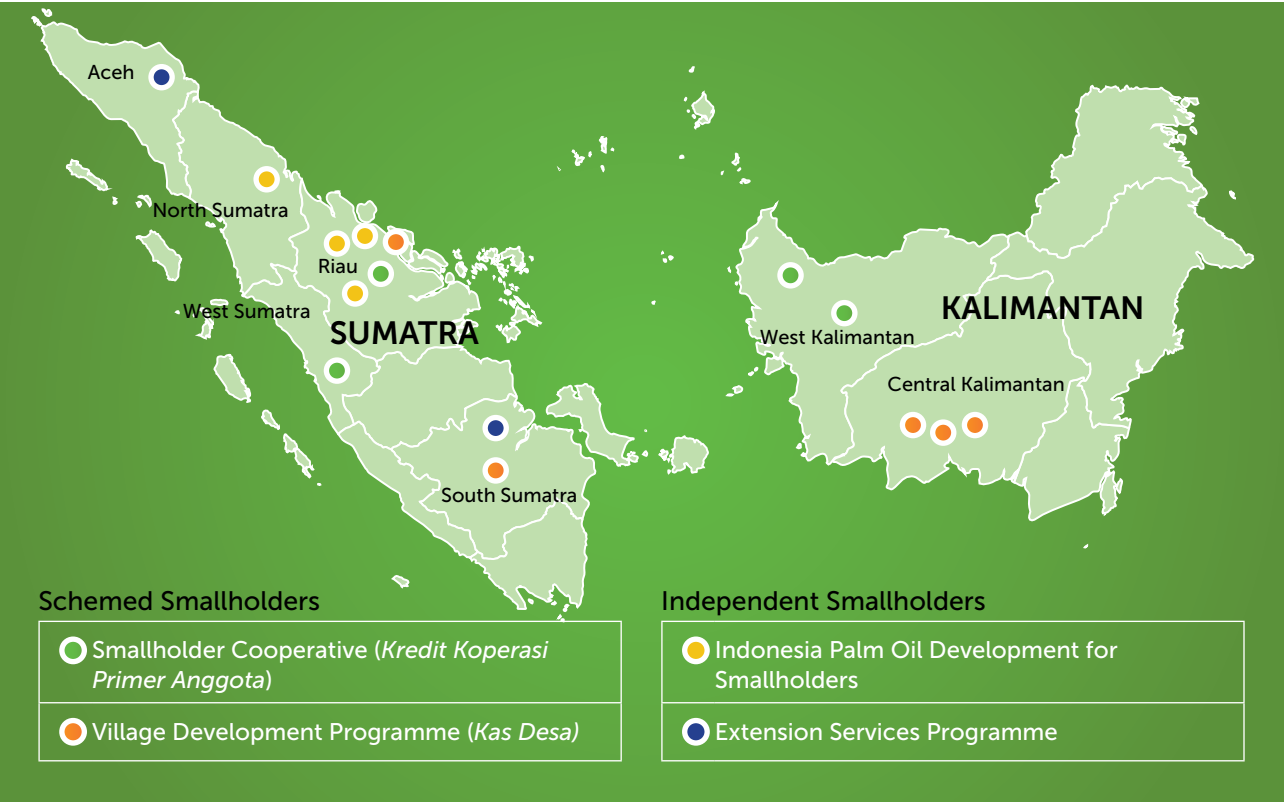 Aceh
North Sumatra
Riau
West Sumatra
SUMATRA
KALIMANTAN
West Kalimantan
Central Kalimantan
South Sumatra
Schemed Smallholders
Smallholder Cooperative (Kredit Koperasi
Primer Anggota)
Village Development Programme (Kas Desa)
Independent Smallholders
Indonesia Palm Oil Development for
Smallholders
Extension Services Programme